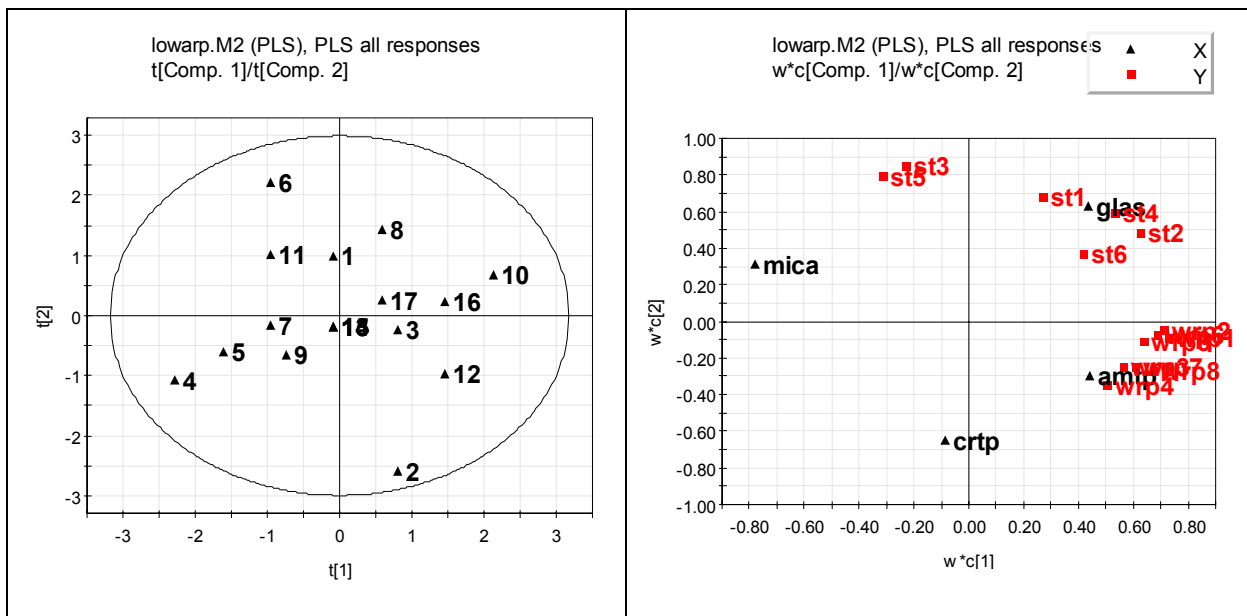 lowarp.M2 (PLS), PLS all responses
t[Comp. 1]/t[Comp. 2]
3
2
1
0
-1
-2
-3
t[2]
6
8
11
1
10
17
16
7
3
5
9
12
4
2
-3 -2 -1 0 1 2 3
t[1]
lowarp.M2 (PLS), PLS all responses
w*c[Comp. 1]/w*c[Comp. 2]
X
Y
1.00
0.80
0.60
0.40
0.20
0.00
-0.20
-0.40
-0.60
-0.80
-1.00
w*c[2]
st3
st5
st1
glas
st4
st2
st6
mica
wrp2
amtp
wrp4
crtp
-0.80 -0.60 -0.40 -0.20 0.00 0.20 0.40 0.60 0.80
w*c[1]